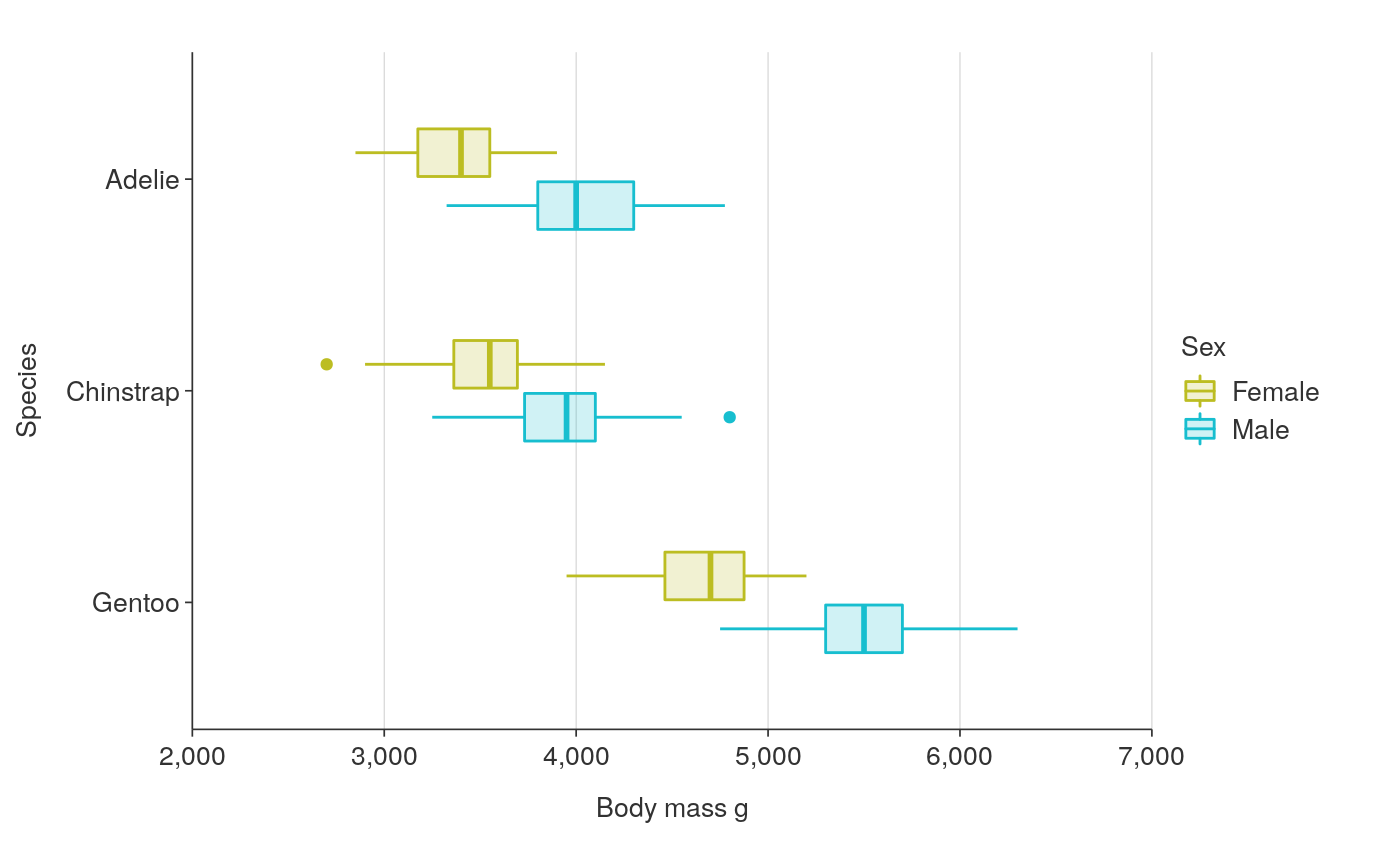 Species
Adelie
Chinstrap
Gentoo
2,000 3,000 4,000 5,000 6,000 7,000
Body mass g
Sex
Female
Male